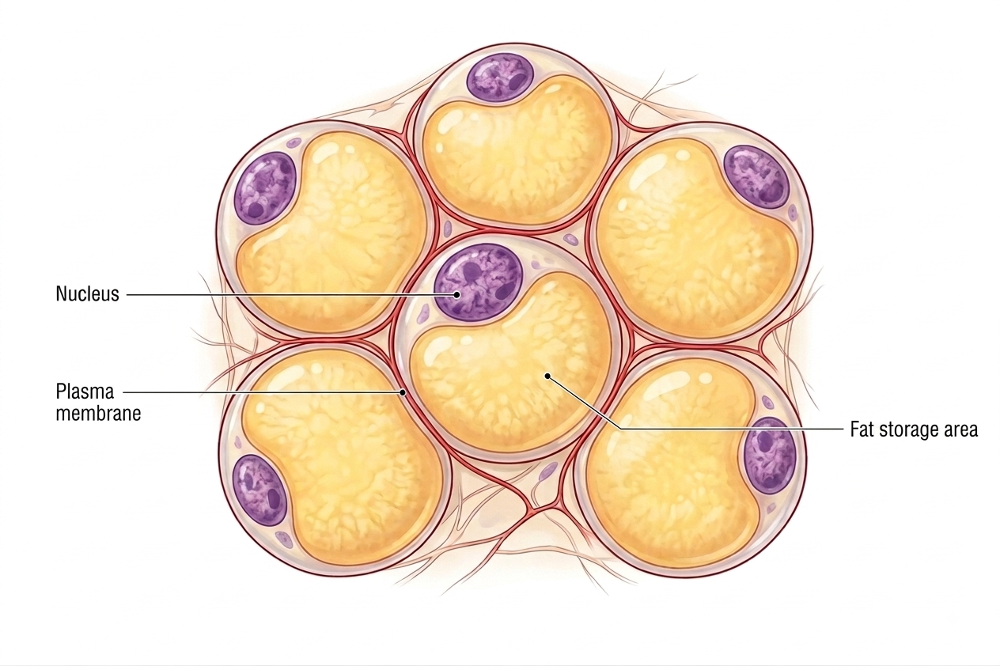 Nucleus
Plasma
membrane
Fat storage area